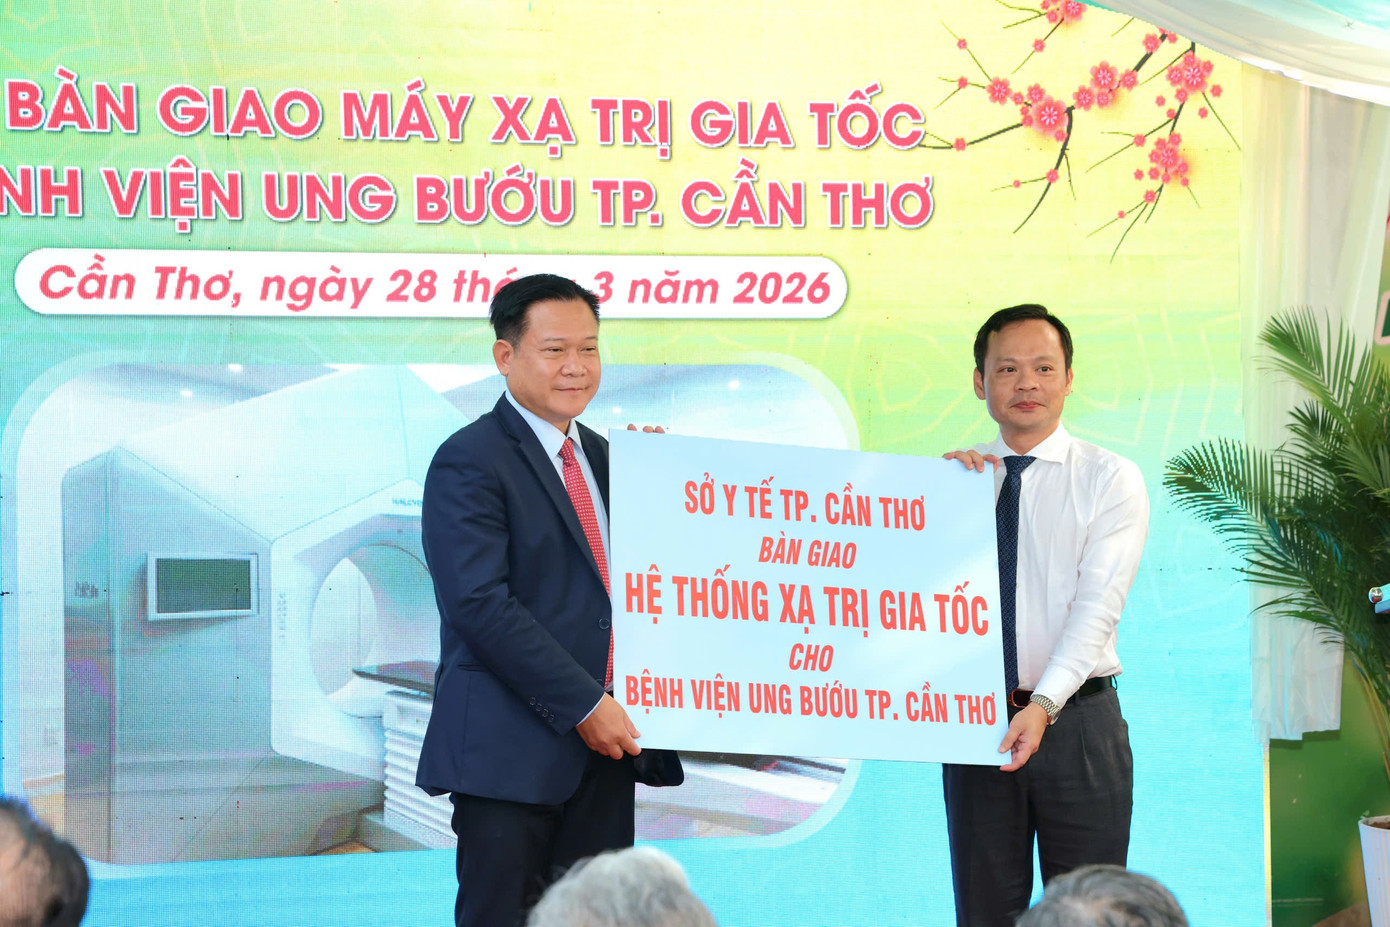 BÀN GIAO MÁY XẠ TRỊ GIA TỐC
NH VIỆN UNG BƯỚU TP. CẦN THƠ
Cần Thơ, ngày 28 thá 3 năm 2026
SỞ Y TẾ TP. CẦN THƠ
BÀN GIAO
HỆ THỐNG XẠ TRỊ GIA TỐC
CHO
BỆNH VIỆN UNG BƯỚU TP. CẦN THƠ